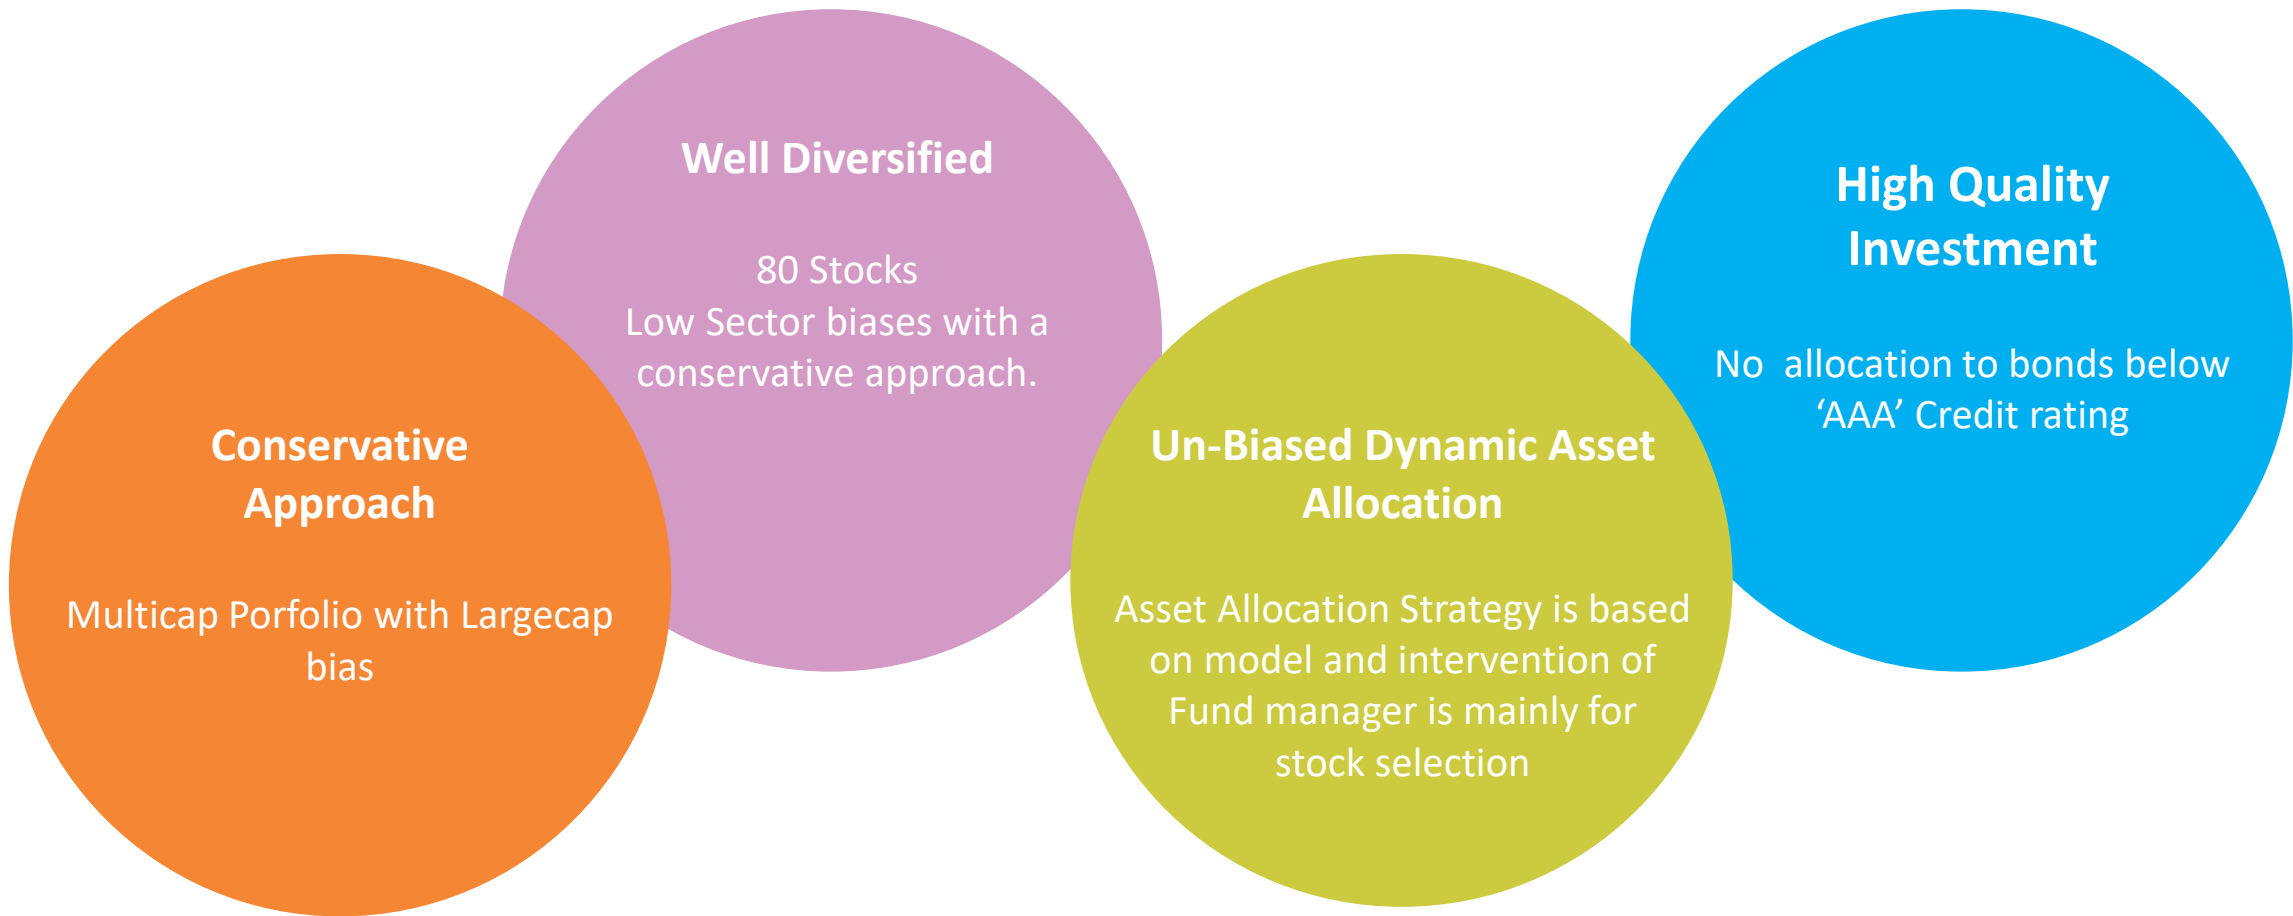 Conservative
Approach
Multicap Porfolio with Largecap
bias
Well Diversified
80 Stocks
Low Sector biases with a
conservative approach.
Un-Biased Dynamic Asset
Allocation
Asset Allocation Strategy is based
on model and intervention of
Fund manager is mainly for
stock selection
High Quality
Investment
No  allocation to bonds below
‘AAA’ Credit rating